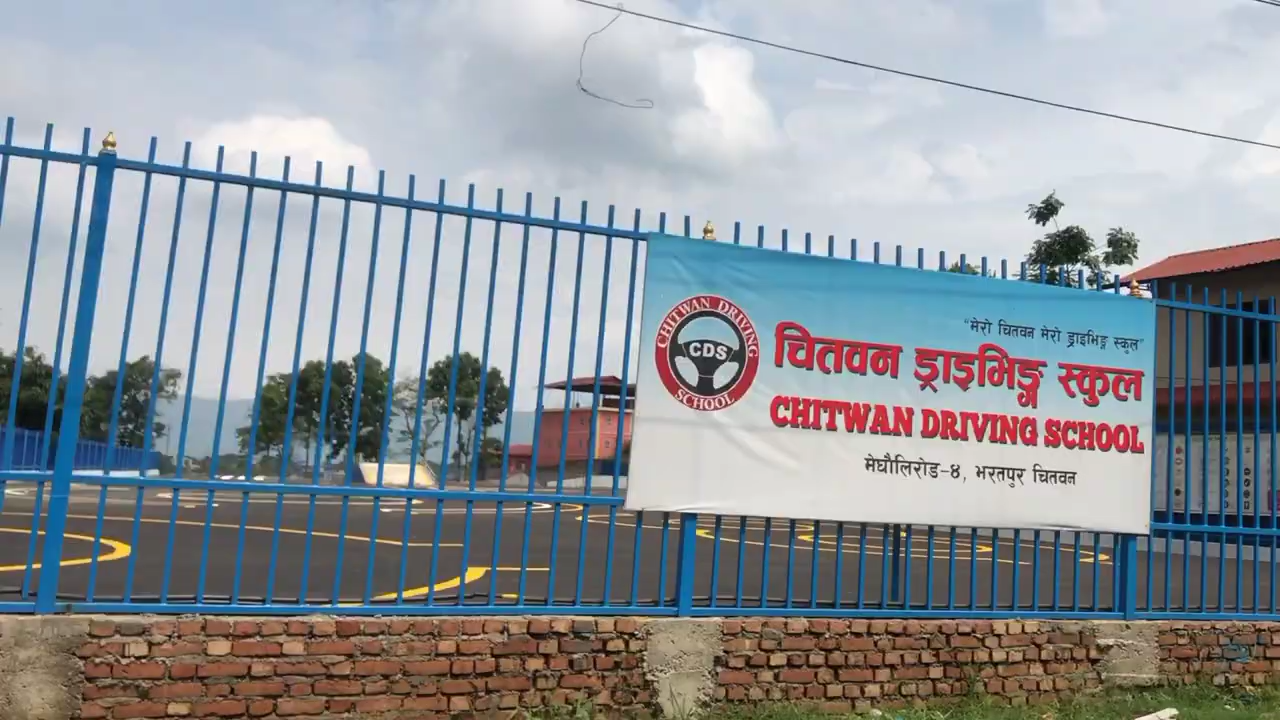 CHITWAN DRIVING
CDS
SCHOOL
"मेरो चितवन मेरो ड्राइभिङ्ग स्कुल"
चितवन ड्राइभिङ्ग स्कुल
CHITWAN DRIVING SCHOOL
मेघौलिरोड-४, भरतपुर चितवन